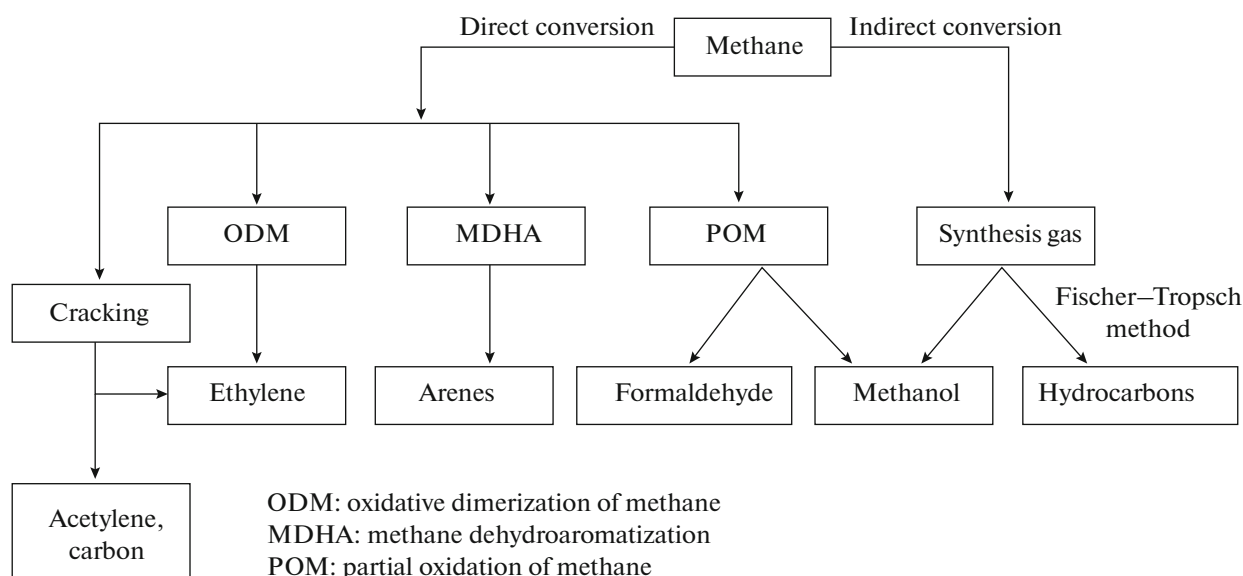 Direct conversion
Methane
Indirect conversion
ODM
MDHA
POM
Synthesis gas
Cracking
Fischer–Tropsch
method
Ethylene
Arenes
Formaldehyde
Methanol
Hydrocarbons
Acetylene,
carbon
ODM: oxidative dimerization of methane
MDHA: methane dehydroaromatization
POM: partial oxidation of methane